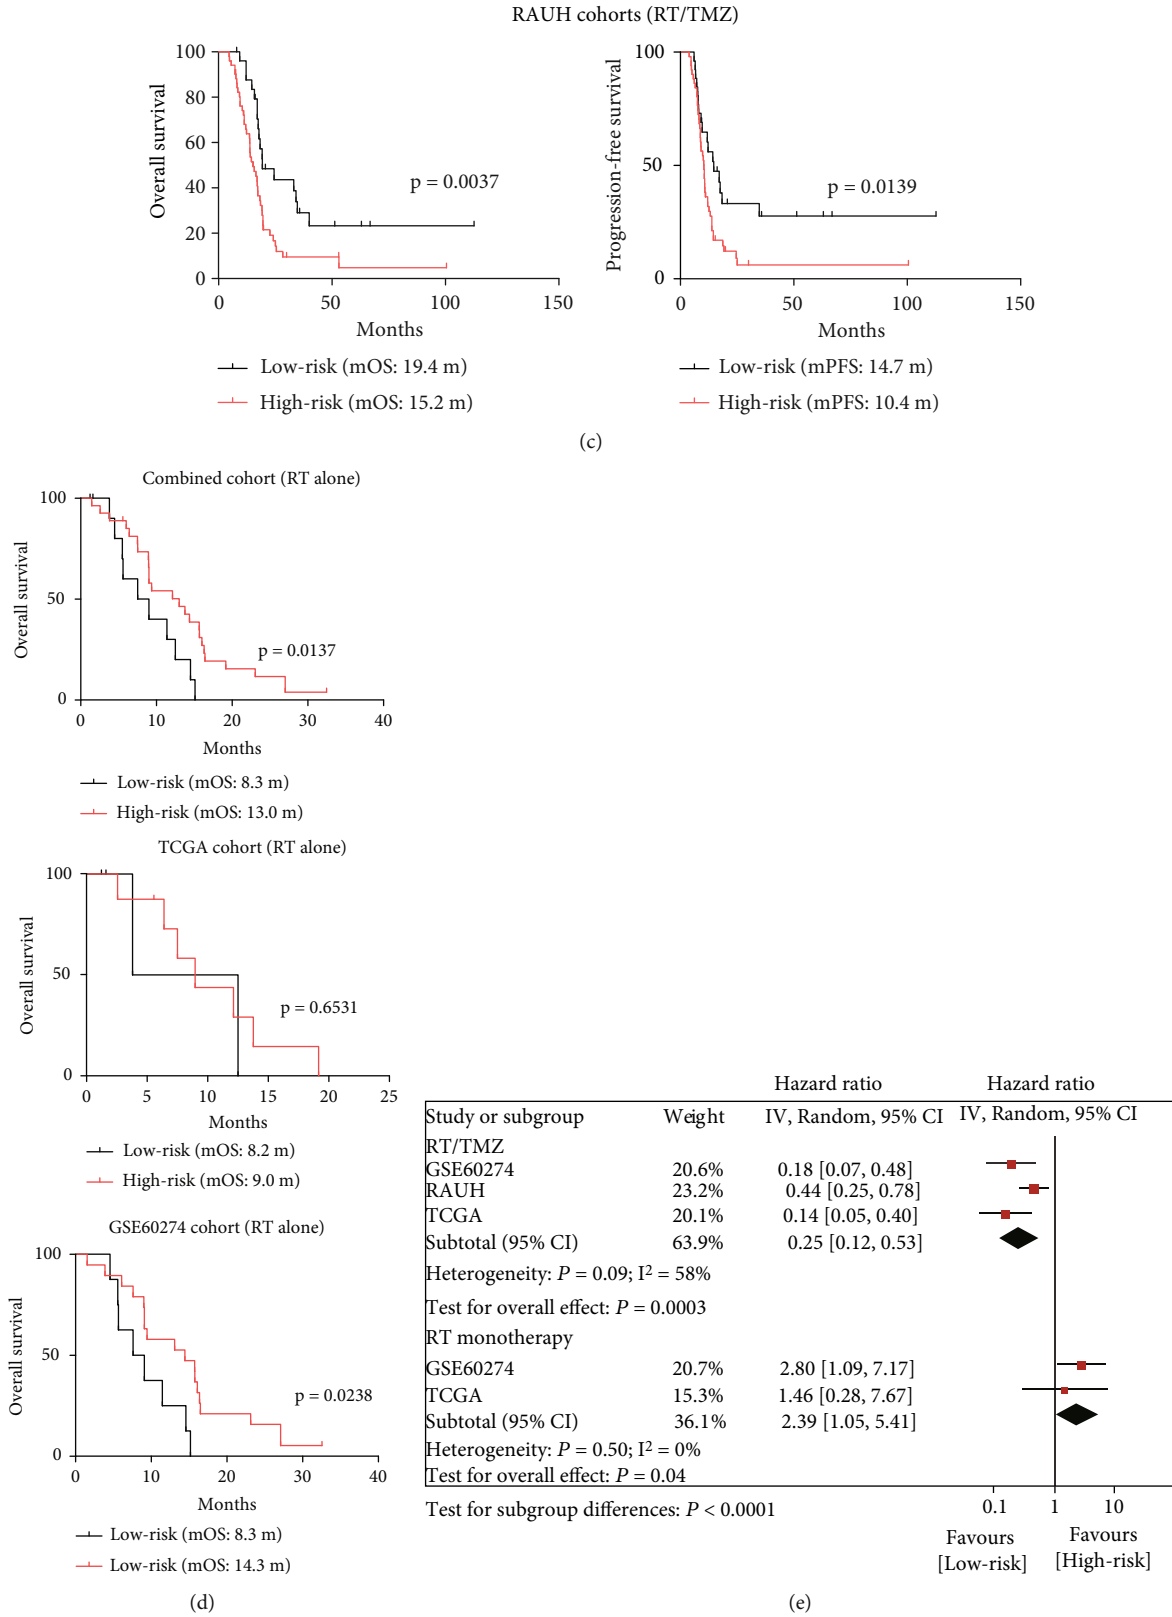 RAUH cohorts (RT/TMZ)
Overall survival
100
80
60
40
20
0
0 50 100 150
Months
p = 0.0037
Low-risk (mOS: 19.4 m)
High-risk (mOS: 15.2 m)
Progression-free survival
100
50
0
0 50 100 150
Months
p = 0.0139
Low-risk (mPFS: 14.7 m)
High-risk (mPFS: 10.4 m)
(c)
Combined cohort (RT alone)
Overall survival
100
50
0
0 10 20 30 40
Months
p = 0.0137
Low-risk (mOS: 8.3 m)
High-risk (mOS: 13.0 m)
TCGA cohort (RT alone)
Overall survival
100
50
0
0 5 10 15 20 25
Months
p = 0.6531
Low-risk (mOS: 8.2 m)
High-risk (mOS: 9.0 m)
GSE60274 cohort (RT alone)
Overall survival
100
50
0
0 10 20 30 40
Months
p = 0.0238
Low-risk (mOS: 8.3 m)
Low-risk (mOS: 14.3 m)
(d)
Hazard ratio Hazard ratio
Study or subgroup Weight IV, Random, 95% CI IV, Random, 95% CI
RT/TMZ
GSE60274 20.6% 0.18 [0.07, 0.48]
RAUH 23.2% 0.44 [0.25, 0.78]
TCGA 20.1% 0.14 [0.05, 0.40]
Subtotal (95% CI) 63.9% 0.25 [0.12, 0.53]
Heterogeneity: P = 0.09; I² = 58%
Test for overall effect: P = 0.0003
RT monotherapy
GSE60274 20.7% 2.80 [1.09, 7.17]
TCGA 15.3% 1.46 [0.28, 7.67]
Subtotal (95% CI) 36.1% 2.39 [1.05, 5.41]
Heterogeneity: P = 0.50; I² = 0%
Test for overall effect: P = 0.04
Test for subgroup differences: P < 0.0001
0.1 1 10
Favours Favours
[Low-risk] [High-risk]
(e)